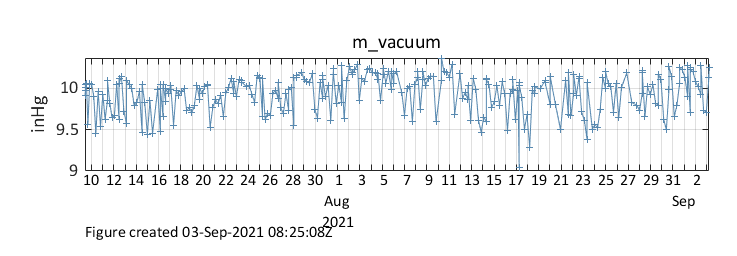 m_vacuum
10
9.5
9
inHg
10 12 14 16 18 20 22 24 26 28 30 1 3 5 7 9 11 13 15 17 19 21 23 25 27 29 31 2
Aug Sep
2021
Figure created 03-Sep-2021 08:25:08Z